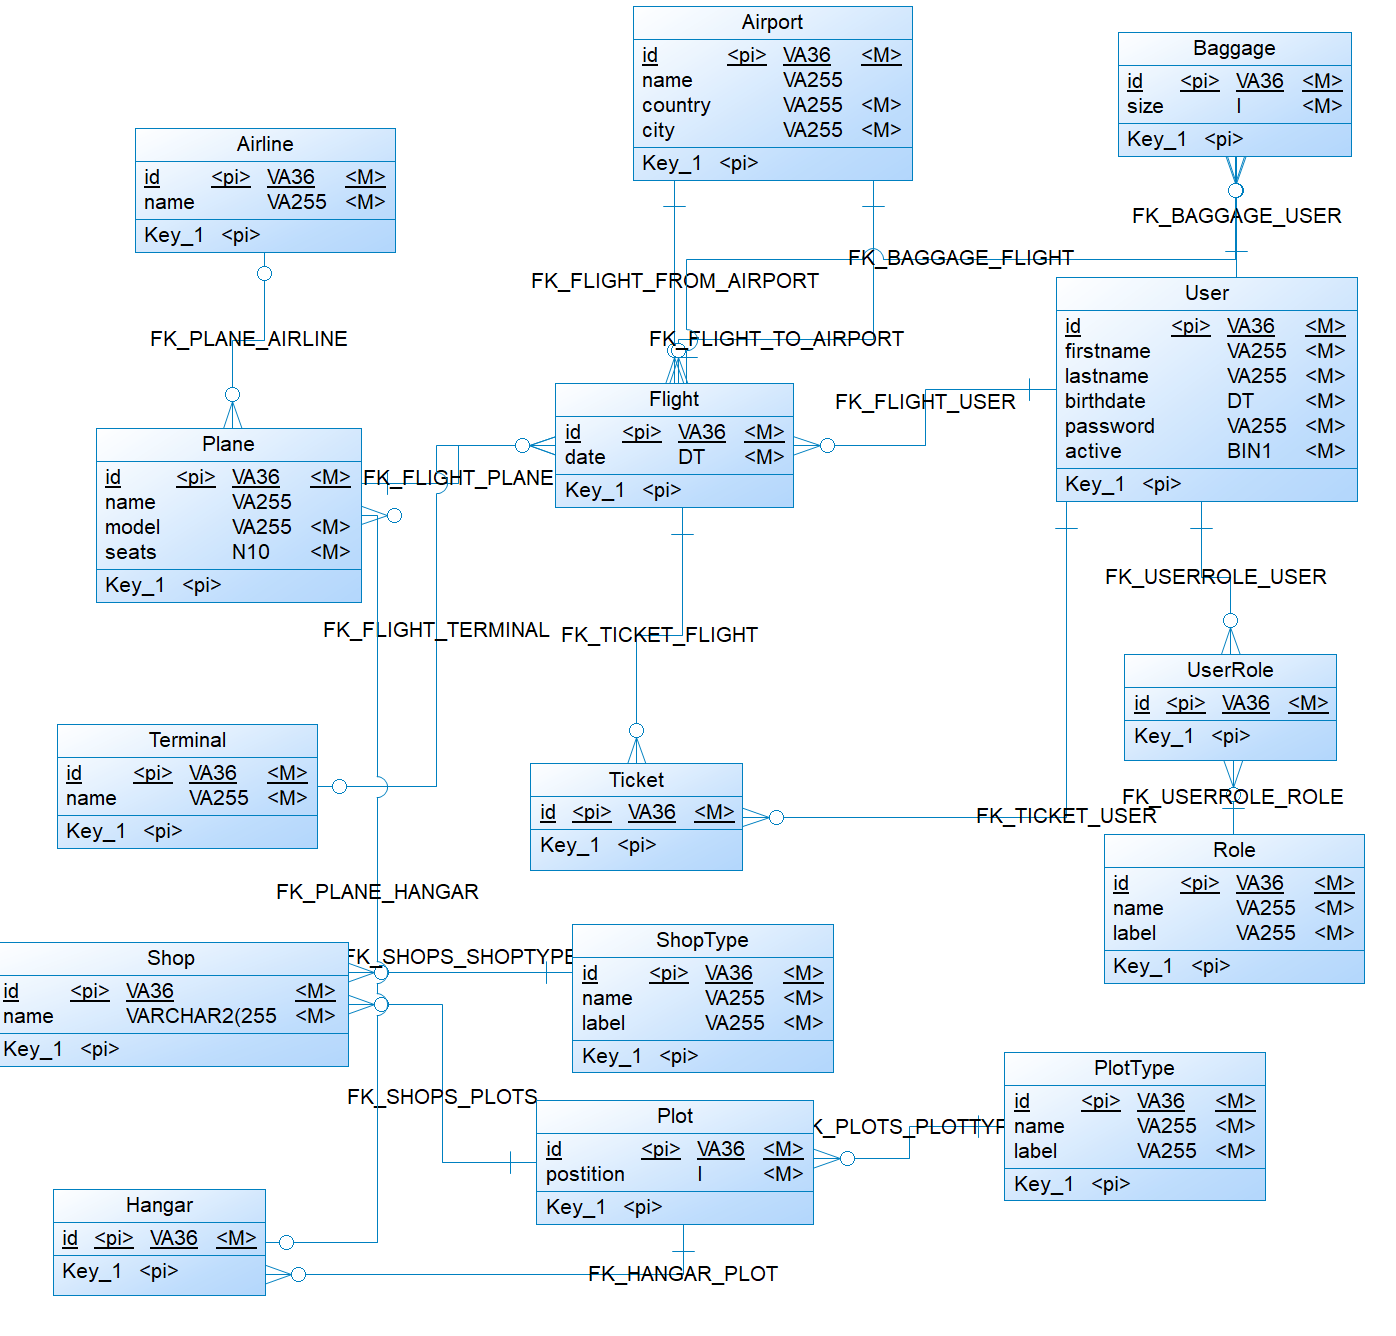 Airport
id <pi> VA36 <M>
name VA255
country VA255 <M>
city VA255 <M>
Key_1 <pi>
Baggage
id <pi> VA36 <M>
size I <M>
Key_1 <pi>
Airline
id <pi> VA36 <M>
name VA255 <M>
Key_1 <pi>
FK_BAGGAGE_USER
FK_BAGGAGE_FLIGHT
FK_FLIGHT_FROM_AIRPORT
FK_PLANE_AIRLINE
FK_FLIGHT_TO_AIRPORT
User
id <pi> VA36 <M>
firstname VA255 <M>
lastname VA255 <M>
birthdate DT <M>
password VA255 <M>
active BIN1 <M>
Key_1 <pi>
Flight
id <pi> VA36 <M>
date DT <M>
Key_1 <pi>
FK_FLIGHT_USER
Plane
id <pi> VA36 <M>
name VA255
model VA255 <M>
seats N10 <M>
Key_1 <pi>
FK_FLIGHT_PLANE
FK_USERROLE_USER
FK_FLIGHT_TERMINAL
FK_TICKET_FLIGHT
UserRole
id <pi> VA36 <M>
Key_1 <pi>
Terminal
id <pi> VA36 <M>
name VA255 <M>
Key_1 <pi>
Ticket
id <pi> VA36 <M>
Key_1 <pi>
FK_USERROLE_ROLE
FK_TICKET_USER
Role
id <pi> VA36 <M>
name VA255 <M>
label VA255 <M>
Key_1 <pi>
FK_PLANE_HANGAR
Shop
id <pi> VA36 <M>
name VARCHAR2(255 <M>
Key_1 <pi>
FK_SHOPS_SHOPTYPE
ShopType
id <pi> VA36 <M>
name VA255 <M>
label VA255 <M>
Key_1 <pi>
FK_SHOPS_PLOTS
Plot
id <pi> VA36 <M>
postition I <M>
Key_1 <pi>
K_PLOTS_PLOTTYP
PlotType
id <pi> VA36 <M>
name VA255 <M>
label VA255 <M>
Key_1 <pi>
Hangar
id <pi> VA36 <M>
Key_1 <pi>
FK_HANGAR_PLOT